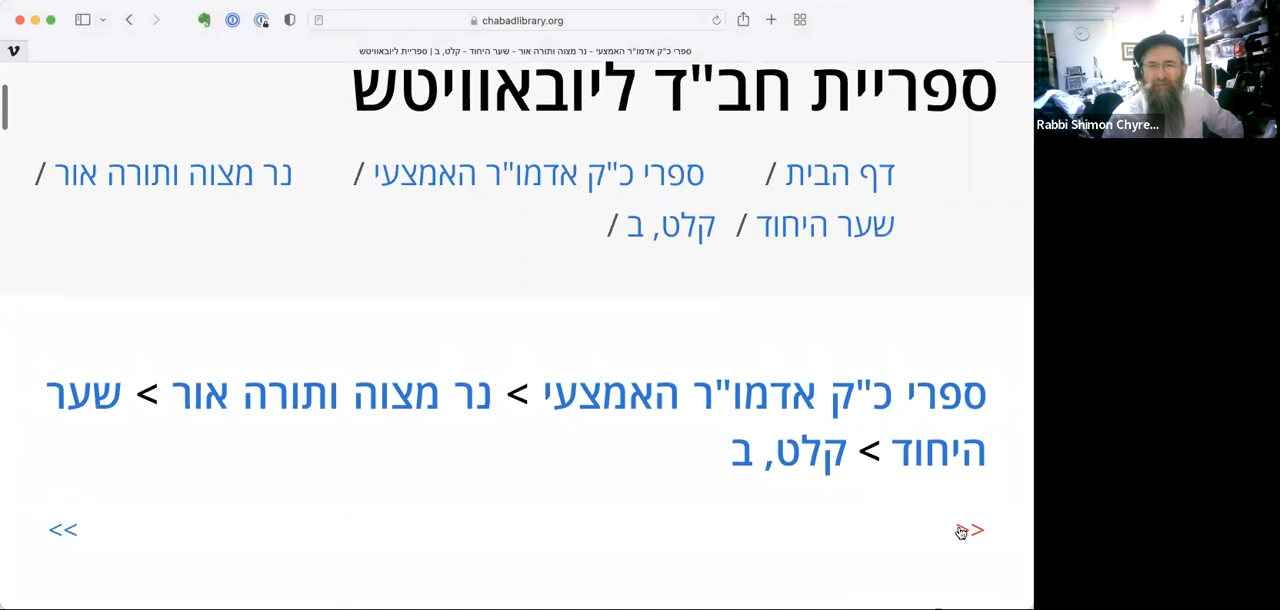 chabadlibrary.org
ספרי כ"ק אדמו"ר האמצעי - נר מצוה ותורה אור - שער היחוד - קלט, ב | ספריית ליובאוויטש
ספריית חב"ד ליובאוויטש
דף הבית / ספרי כ"ק אדמו"ר האמצעי / נר מצוה ותורה אור /
שער היחוד / קלט, ב /
ספרי כ"ק אדמו"ר האמצעי > נר מצוה ותורה אור > שער
היחוד > קלט, ב
<< >>
Rabbi Shimon Chyre...